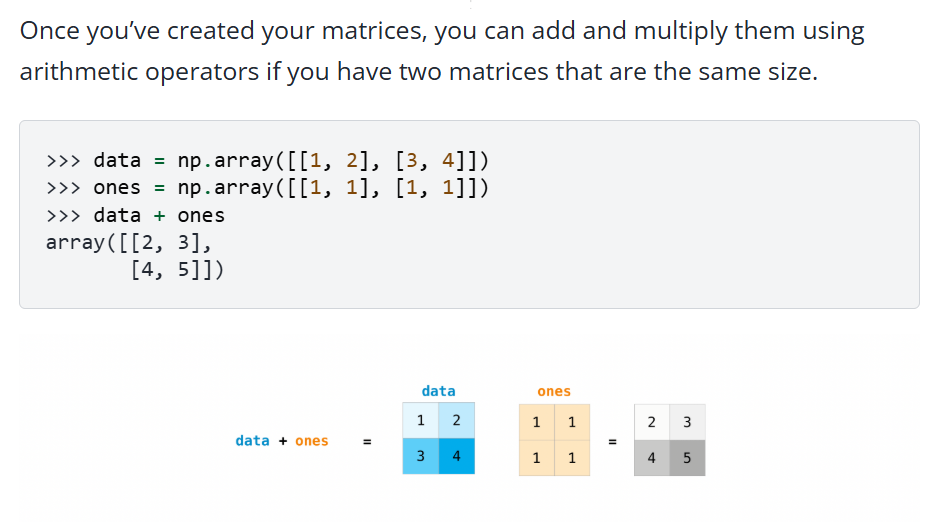 Once you’ve created your matrices, you can add and multiply them using
arithmetic operators if you have two matrices that are the same size.
>>> data = np.array([[1, 2], [3, 4]])
>>> ones = np.array([[1, 1], [1, 1]])
>>> data + ones
array([[2, 3],
       [4, 5]])
data ones
1 2 1 1 2 3
data + ones = =
3 4 1 1 4 5